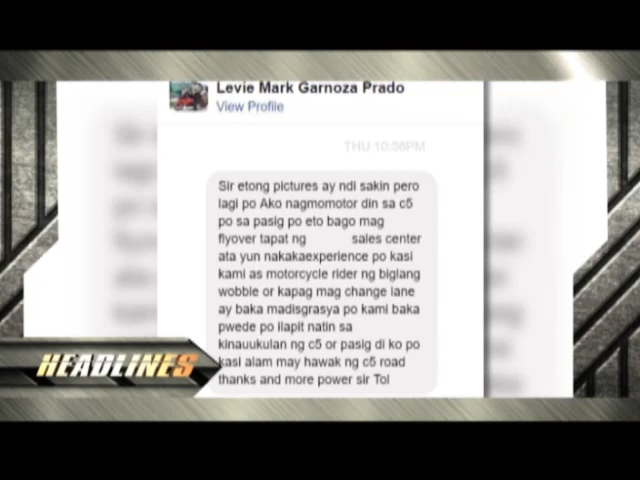 Levie Mark Garnoza Prado
View Profile
THU 10:56PM
Sir etong pictures ay ndi sakin pero
lagi po Ako nagmomotor din sa c5
po sa pasig po eto bago mag
flyover tapat ng sales center
ata yun nakakaexperience po kasi
kami as motorcycle rider ng biglang
wobble or kapag mag change lane
ay baka madisgrasya po kami baka
pwede po ilapit natin sa
kinauukulan ng c5 or pasig di ko po
kasi alam may hawak ng c5 road
thanks and more power sir Tol
HEADLINES